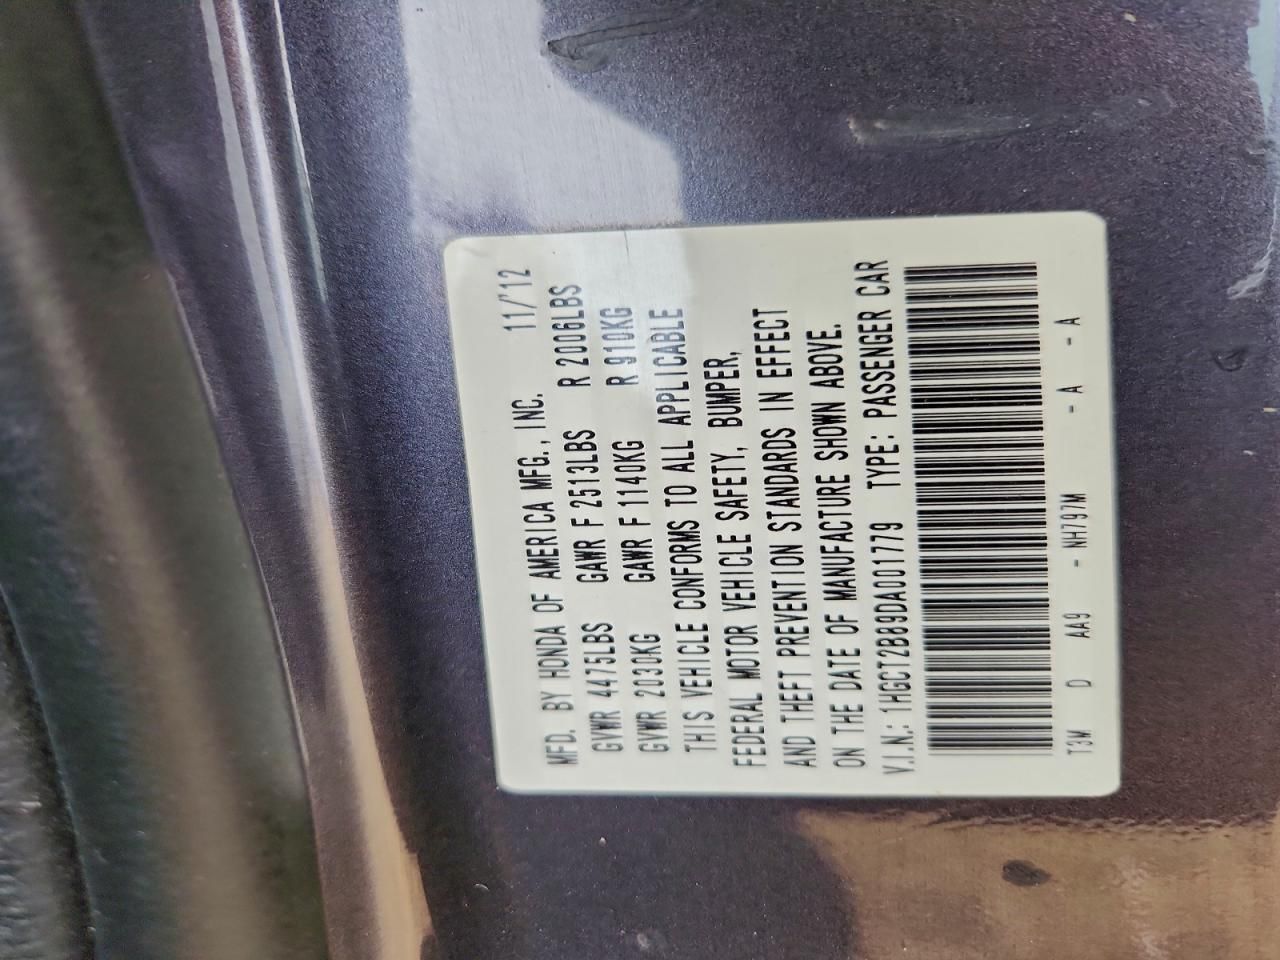 MFD. BY HONDA OF AMERICA MFG., INC. 11/'12
GVWR 4475LBS GAWR F 2513LBS R 2006LBS
GVWR 2030KG GAWR F 1140KG R 910KG
THIS VEHICLE CONFORMS TO ALL APPLICABLE
FEDERAL MOTOR VEHICLE SAFETY, BUMPER,
AND THEFT PREVENTION STANDARDS IN EFFECT
ON THE DATE OF MANUFACTURE SHOWN ABOVE.
V.I.N.: 1HGCT2B89DA001779 TYPE: PASSENGER CAR
T3W D AA9 - NH797M - A - A